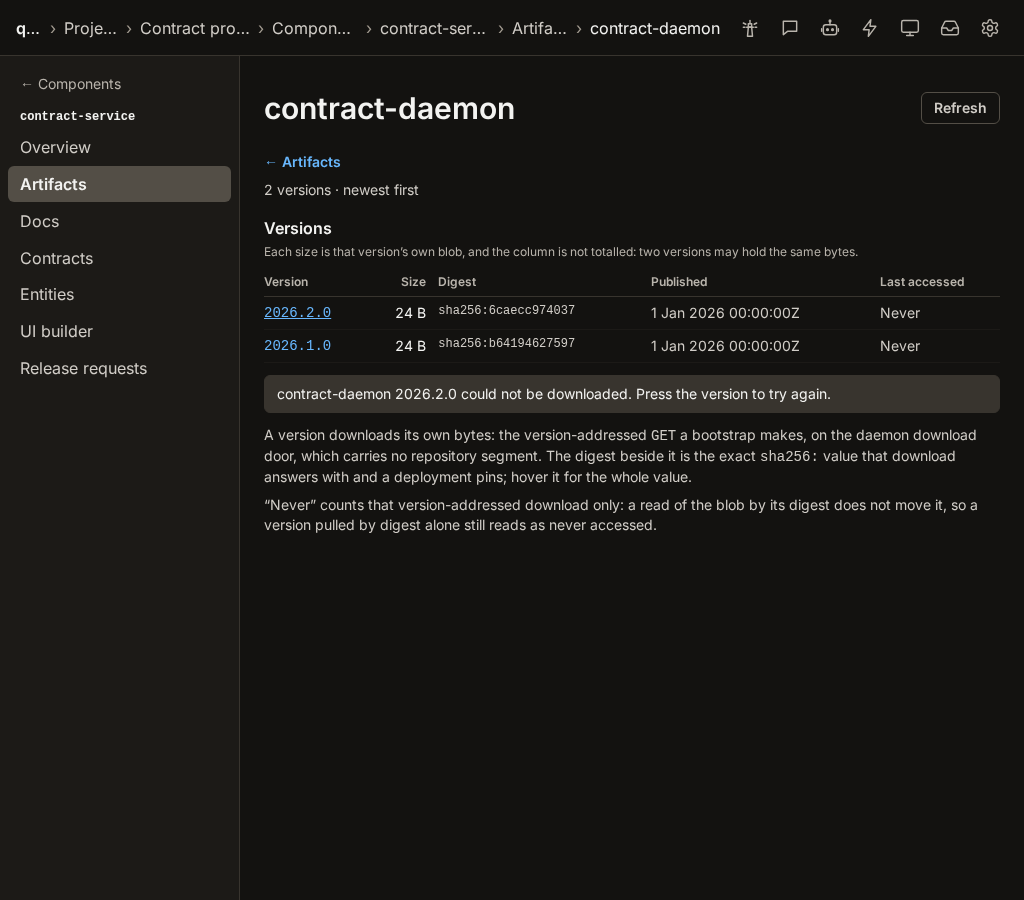 q... › Proje... › Contract pro... › Compon... › contract-ser... › Artifa... › contract-daemon
← Components
contract-service
Overview
Artifacts
Docs
Contracts
Entities
UI builder
Release requests
contract-daemon
Refresh
← Artifacts
2 versions · newest first
Versions
Each size is that version’s own blob, and the column is not totalled: two versions may hold the same bytes.
Version Size Digest Published Last accessed
2026.2.0 24 B sha256:6caecc974037 1 Jan 2026 00:00:00Z Never
2026.1.0 24 B sha256:b64194627597 1 Jan 2026 00:00:00Z Never
contract-daemon 2026.2.0 could not be downloaded. Press the version to try again.
A version downloads its own bytes: the version-addressed GET a bootstrap makes, on the daemon download
door, which carries no repository segment. The digest beside it is the exact sha256: value that download
answers with and a deployment pins; hover it for the whole value.
“Never” counts that version-addressed download only: a read of the blob by its digest does not move it, so a
version pulled by digest alone still reads as never accessed.